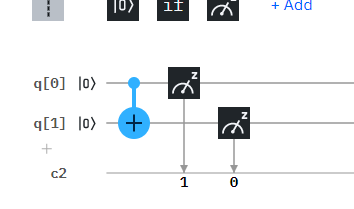 |0⟩ if z + Add
z
q[0] |0⟩
z
q[1] |0⟩
+
c2
1 0